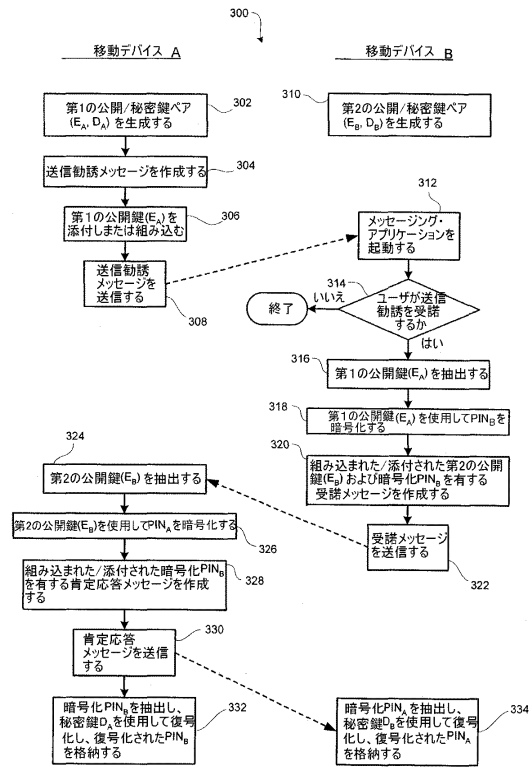 300
移動デバイス A
移動デバイス B
302
第1の公開/秘密鍵ペア
(EA, DA) を生成する
310
第2の公開/秘密鍵ペア
(EB, DB) を生成する
304
送信勧誘メッセージを作成する
306
第1の公開鍵(EA)を
添付しまたは組み込む
308
送信勧誘
メッセージを
送信する
312
メッセージング・
アプリケーションを
起動する
314
ユーザが送信
勧誘を受諾
するか
いいえ
終了
はい
316
第1の公開鍵(EA)を抽出する
318
第1の公開鍵(EA)を使用してPINBを
暗号化する
320
組み込まれた/添付された第2の公開
鍵(EB)および暗号化PINBを有する
受諾メッセージを作成する
322
受諾メッセージ
を送信する
324
第2の公開鍵(EB)を抽出する
第2の公開鍵(EB)を使用してPINAを暗号化する
326
組み込まれた/添付された暗号化PINB
を有する肯定応答メッセージを作成
する
328
330
肯定応答
メッセージを送信
する
暗号化PINBを抽出し、
秘密鍵DAを使用して復号
化し、復号化されたPINB
を格納する
332
暗号化PINAを抽出し、
秘密鍵DBを使用して復号
化し、復号化されたPINA
を格納する
334